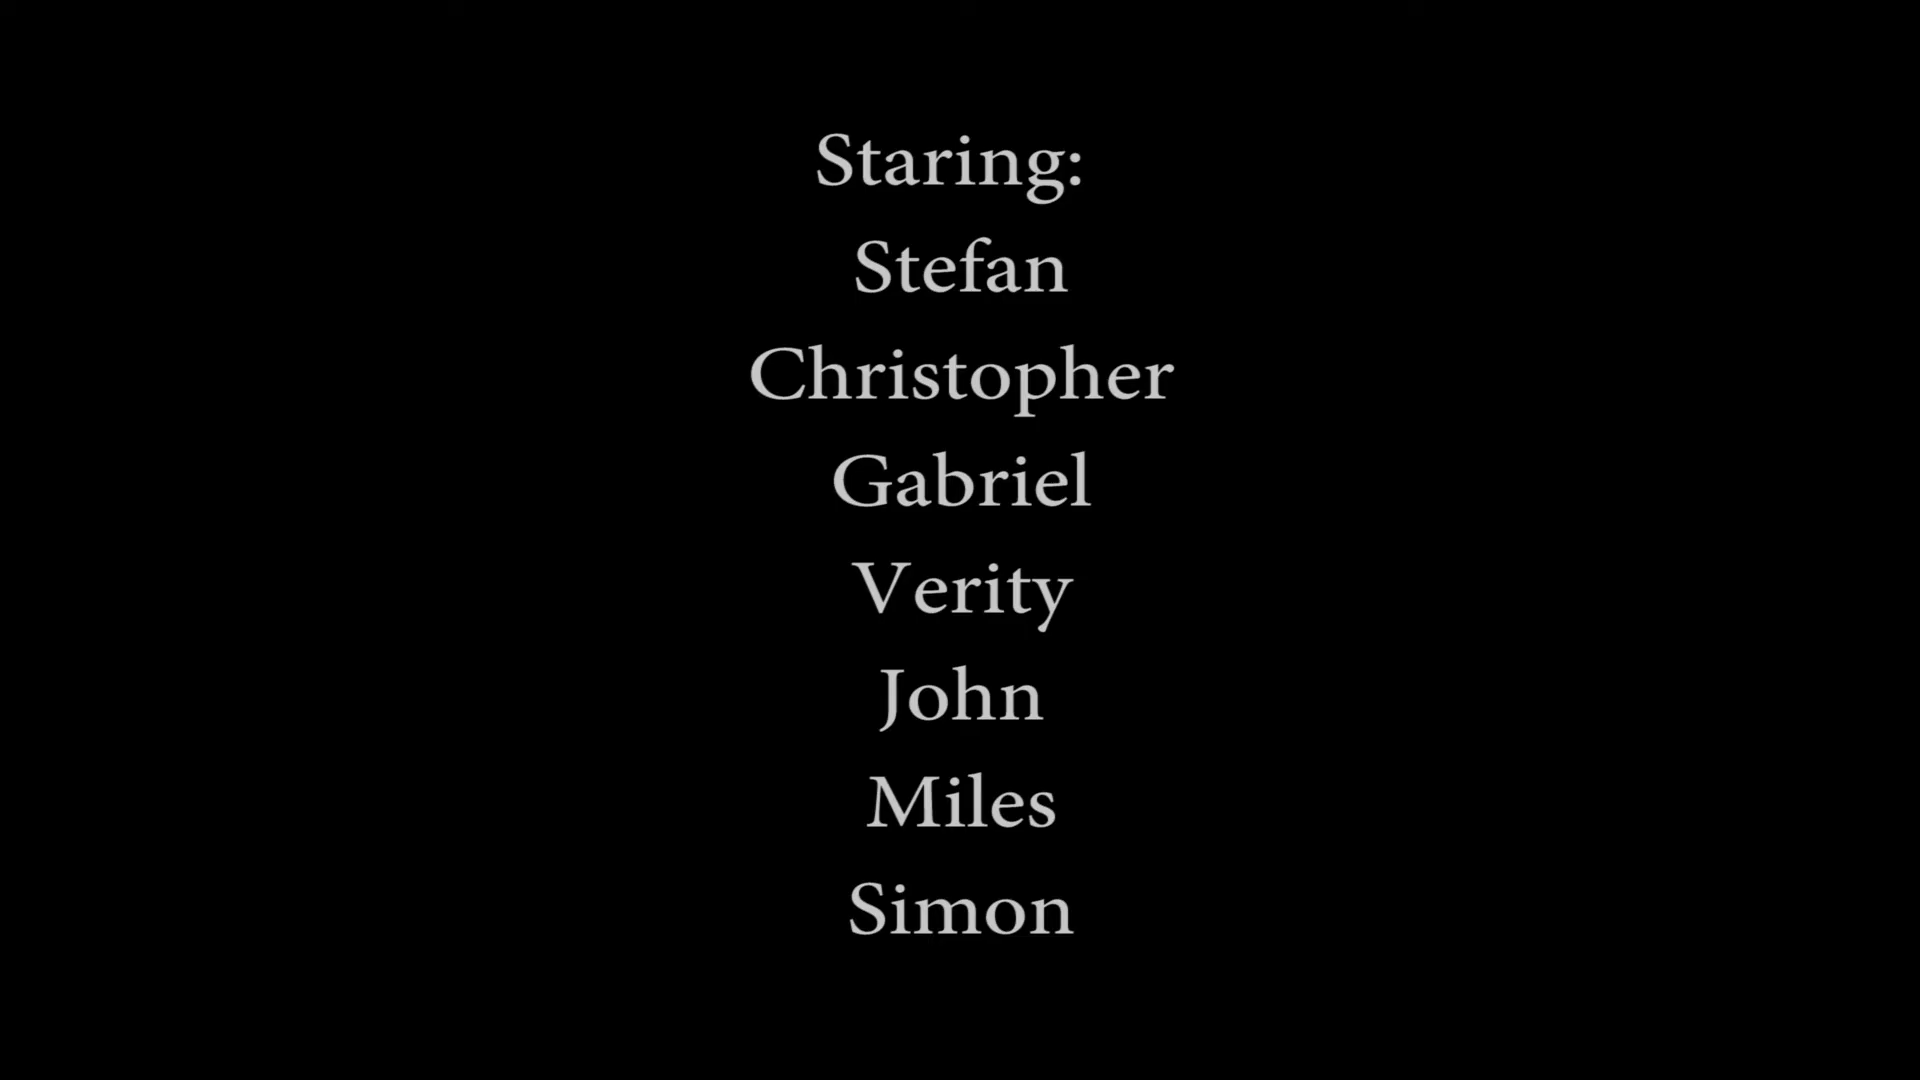 Staring:
Stefan
Christopher
Gabriel
Verity
John
Miles
Simon